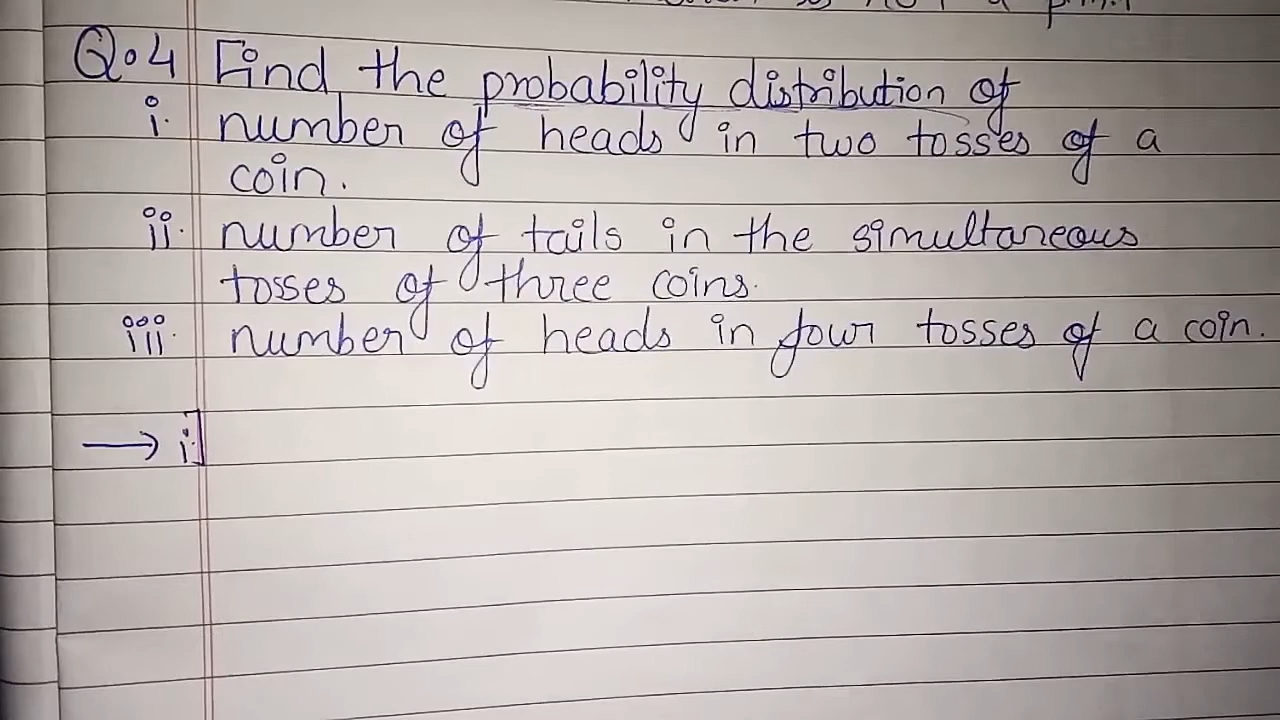 Q.4 Find the probability distribution of
i. number of heads in two tosses of a
coin.
ii. number of tails in the simultaneous
tosses of three coins.
iii. number of heads in four tosses of a coin.
→ i]